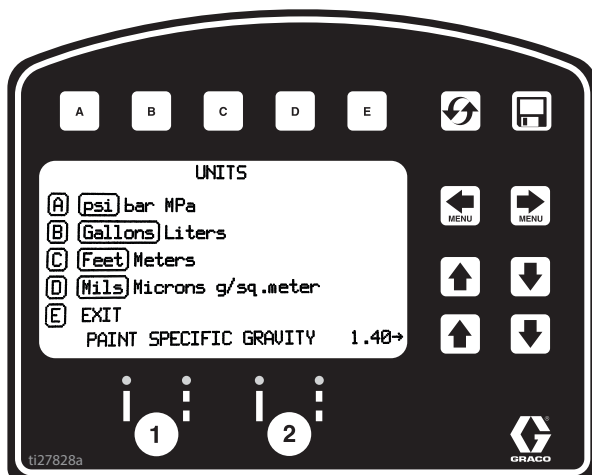 A B C D E
UNITS
A psi bar MPa
B Gallons Liters
C Feet Meters
D Mils Microns g/sq.meter
E EXIT
PAINT SPECIFIC GRAVITY 1.40→
MENU MENU
1 2
ti27828a
GRACO